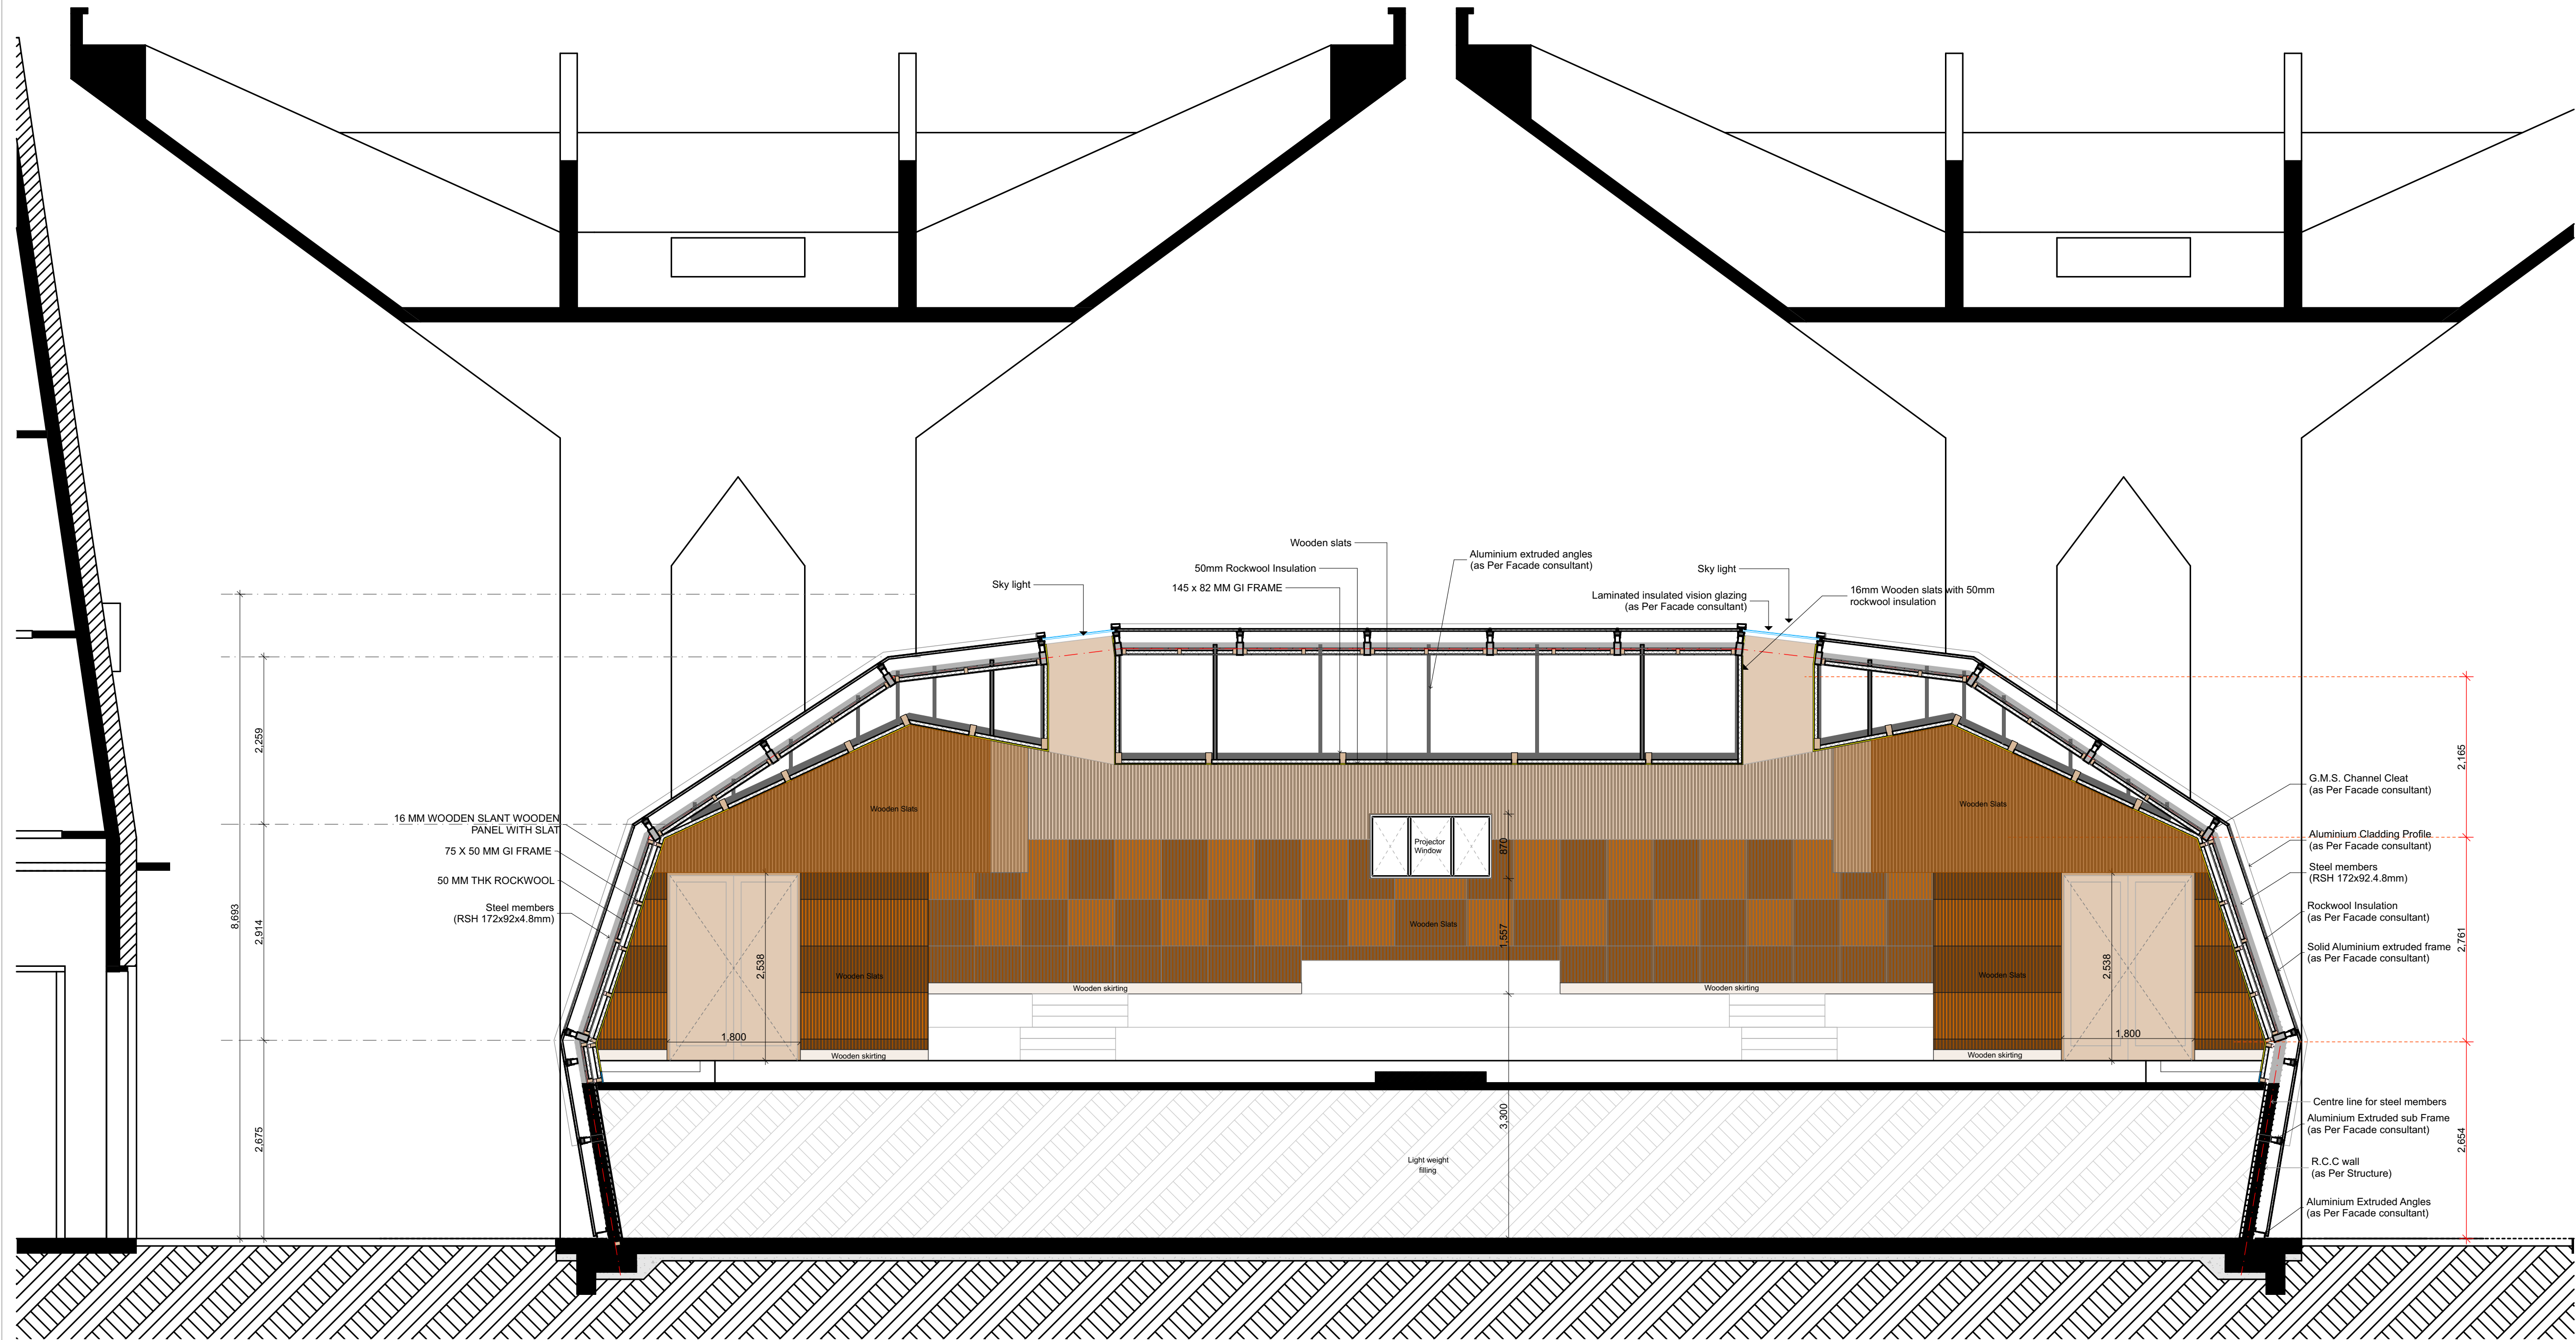 Wooden slats
Aluminium extruded angles
(as Per Facade consultant)
50mm Rockwool Insulation
Sky light
145 x 82 MM GI FRAME
Sky light
Laminated insulated vision glazing
(as Per Facade consultant)
16mm Wooden slats with 50mm
rockwool insulation
2,259
2,165
G.M.S. Channel Cleat
(as Per Facade consultant)
Wooden Slats
Wooden Slats
16 MM WOODEN SLANT WOODEN
PANEL WITH SLAT
Aluminium Cladding Profile
(as Per Facade consultant)
Projector
Window
870
75 X 50 MM GI FRAME
50 MM THK ROCKWOOL
Steel members
(RSH 172x92.4.8mm)
Steel members
(RSH 172x92x4.8mm)
Rockwool Insulation
(as Per Facade consultant)
8,693
2,914
Wooden Slats
1,557
2,761
Solid Aluminium extruded frame
(as Per Facade consultant)
2,538
Wooden Slats
Wooden Slats
2,538
Wooden skirting
Wooden skirting
1,800
1,800
Wooden skirting
Wooden skirting
Centre line for steel members
3,300
Aluminium Extruded sub Frame
(as Per Facade consultant)
2,675
2,654
Light weight
filling
R.C.C wall
(as Per Structure)
Aluminium Extruded Angles
(as Per Facade consultant)